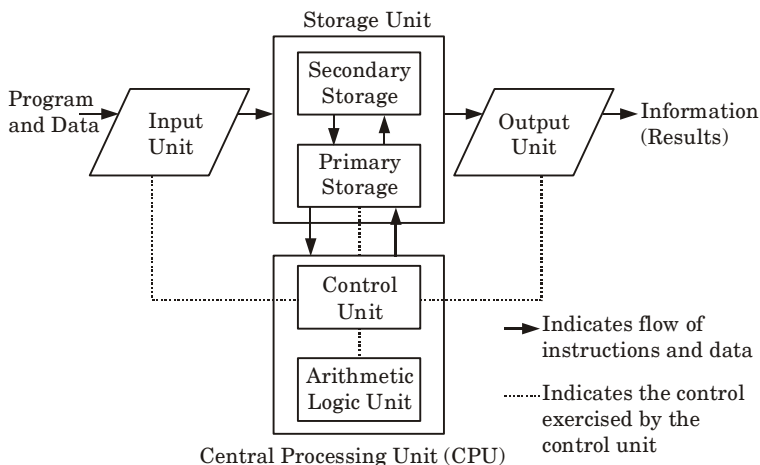 Storage Unit
Secondary
Storage
Program
and Data
Input
Unit
Output
Unit
Information
(Results)
Primary
Storage
Control
Unit
Indicates flow of
instructions and data
Arithmetic
Logic Unit
Indicates the control
exercised by the
control unit
Central Processing Unit (CPU)